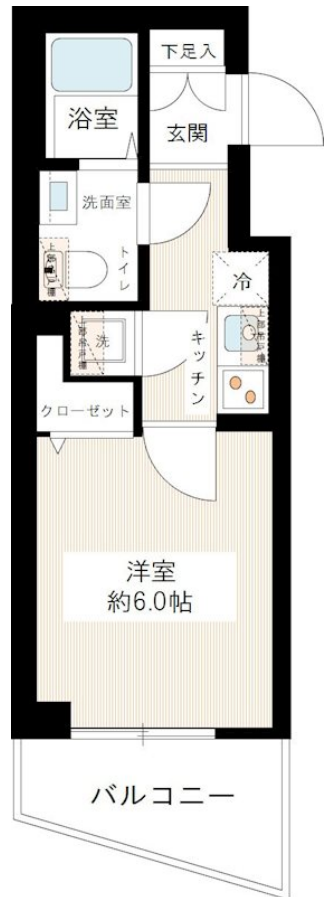 下足入
浴室
玄関
洗面室
トイレ
冷
洗
キッチン
クローゼット
洋室
約6.0帖
バルコニー